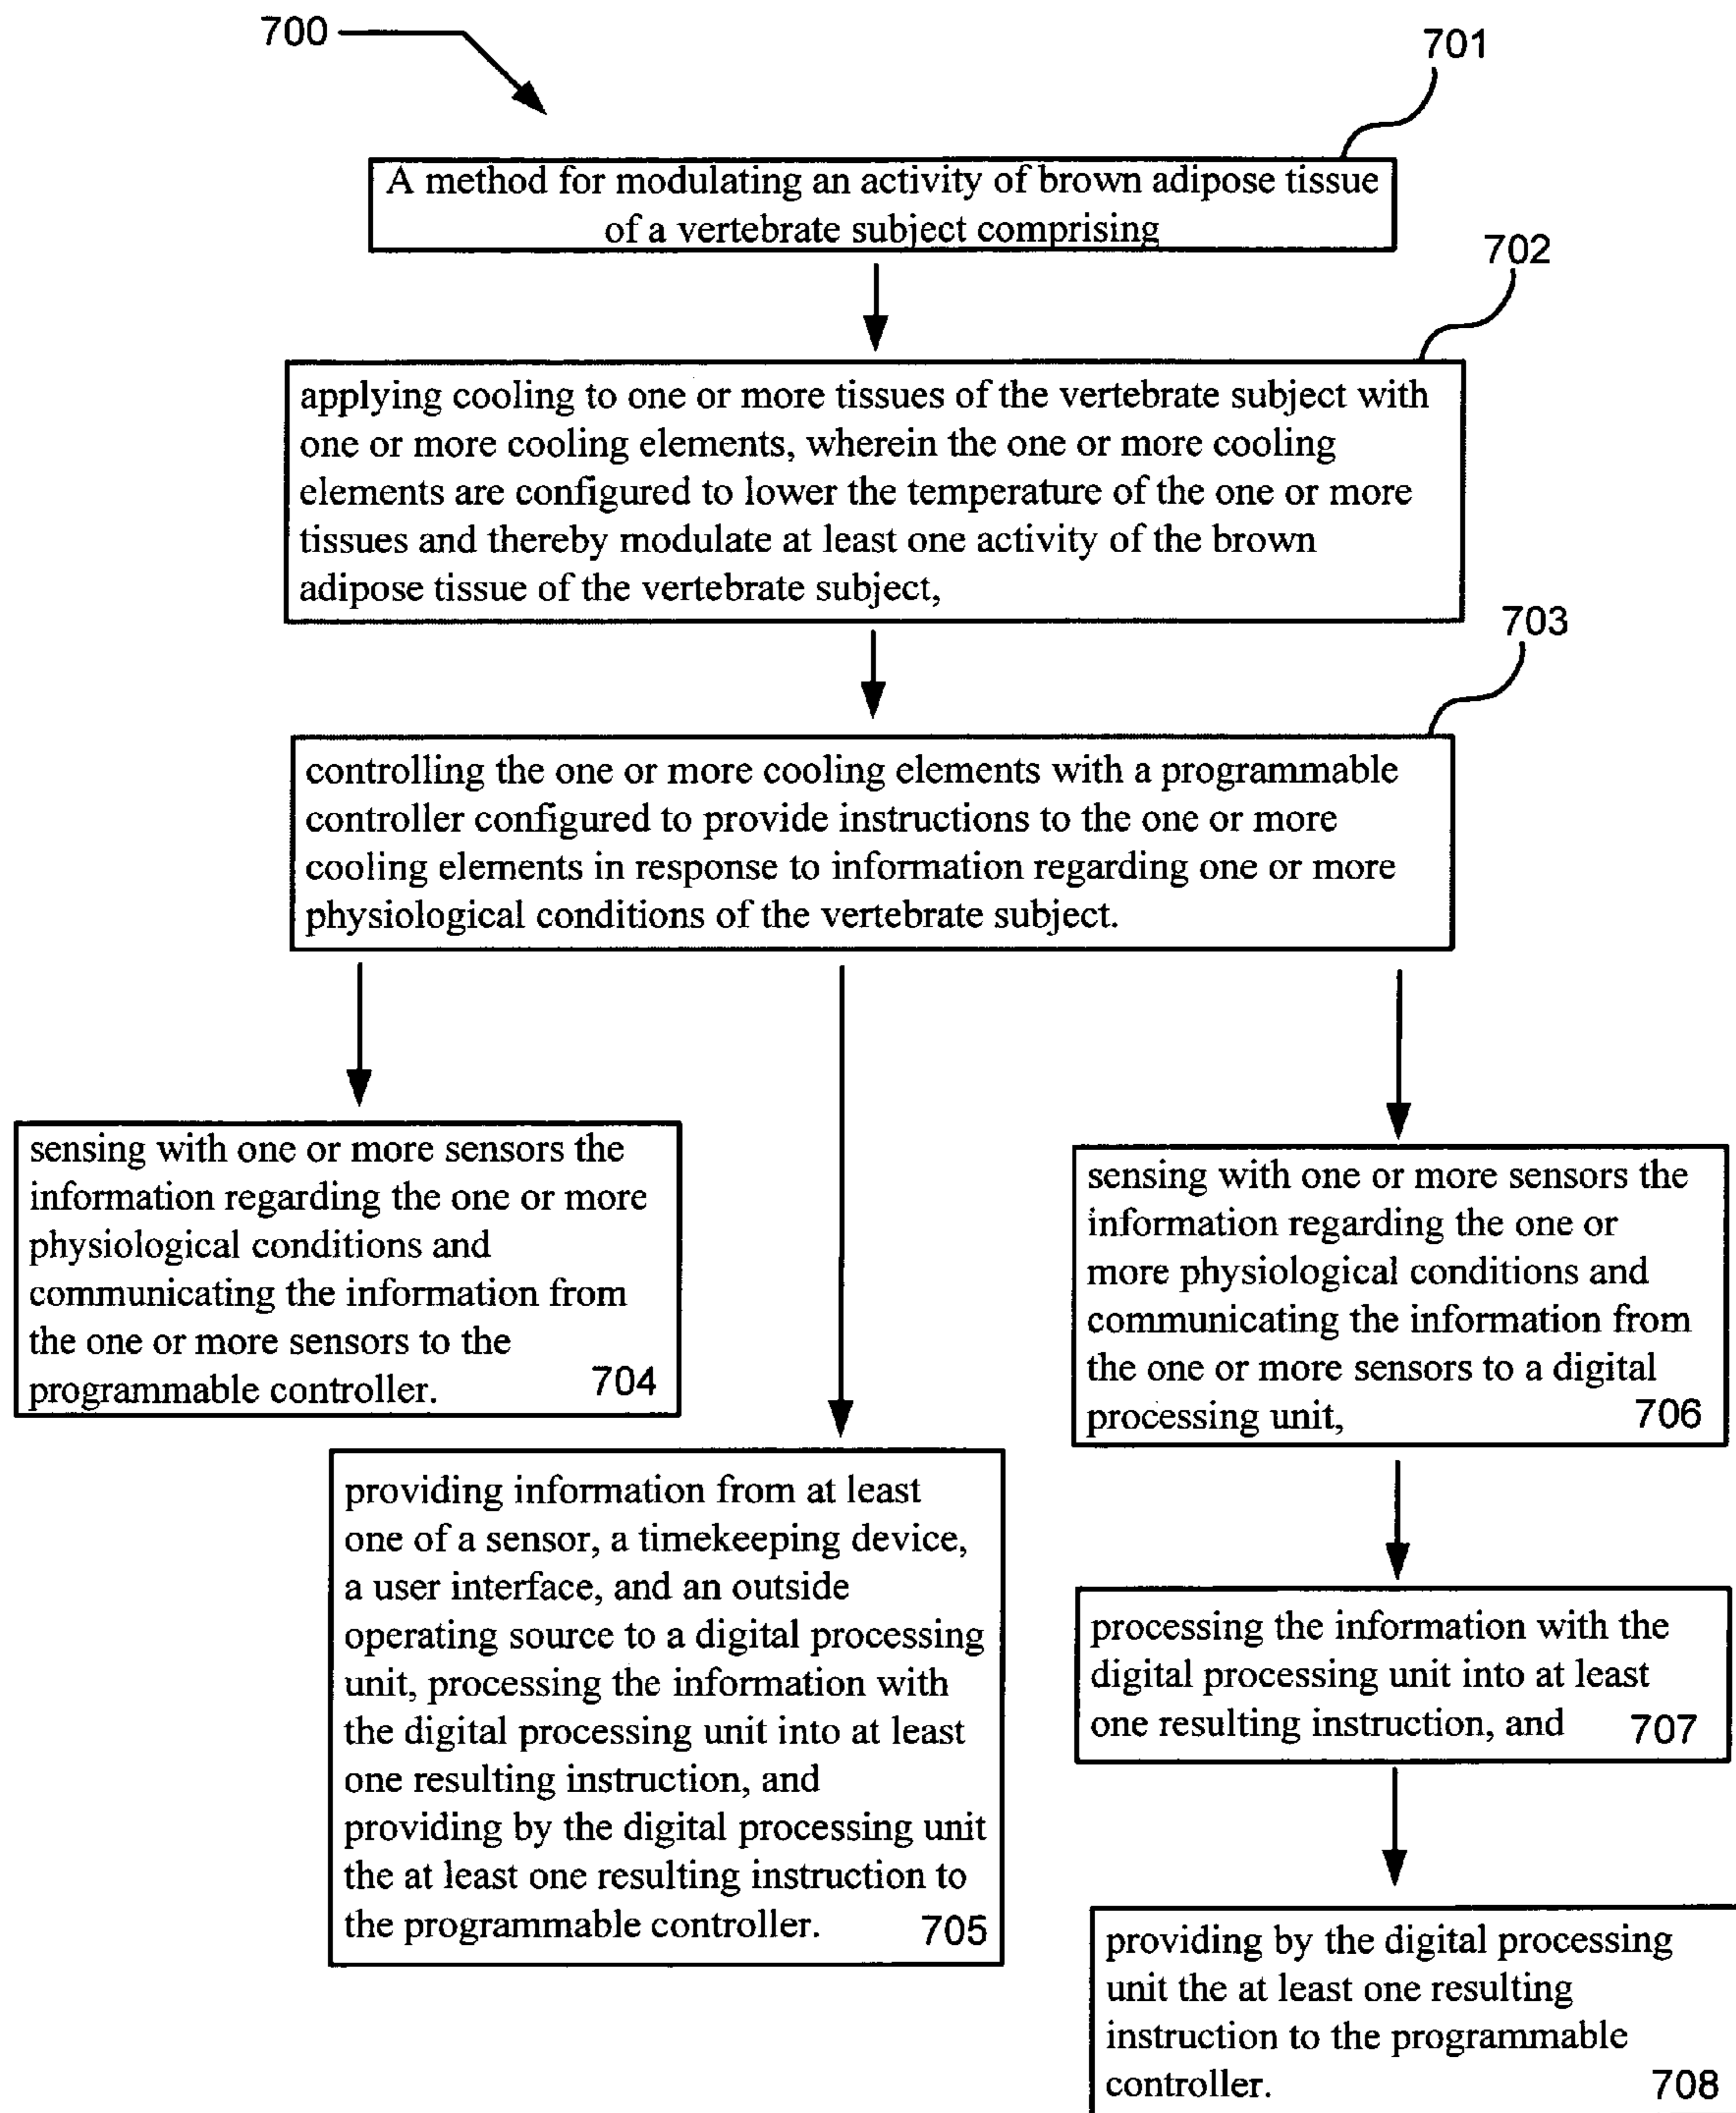 700
701
A method for modulating an activity of brown adipose tissue
of a vertebrate subject comprising
702
applying cooling to one or more tissues of the vertebrate subject with
one or more cooling elements, wherein the one or more cooling
elements are configured to lower the temperature of the one or more
tissues and thereby modulate at least one activity of the brown
adipose tissue of the vertebrate subject,
703
controlling the one or more cooling elements with a programmable
controller configured to provide instructions to the one or more
cooling elements in response to information regarding one or more
physiological conditions of the vertebrate subject.
sensing with one or more sensors the
information regarding the one or more
physiological conditions and
communicating the information from
the one or more sensors to the
programmable controller. 704
providing information from at least
one of a sensor, a timekeeping device,
a user interface, and an outside
operating source to a digital processing
unit, processing the information with
the digital processing unit into at least
one resulting instruction, and
providing by the digital processing unit
the at least one resulting instruction to
the programmable controller. 705
sensing with one or more sensors the
information regarding the one or
more physiological conditions and
communicating the information from
the one or more sensors to a digital
processing unit, 706
processing the information with the
digital processing unit into at least
one resulting instruction, and 707
providing by the digital processing
unit the at least one resulting
instruction to the programmable
controller. 708